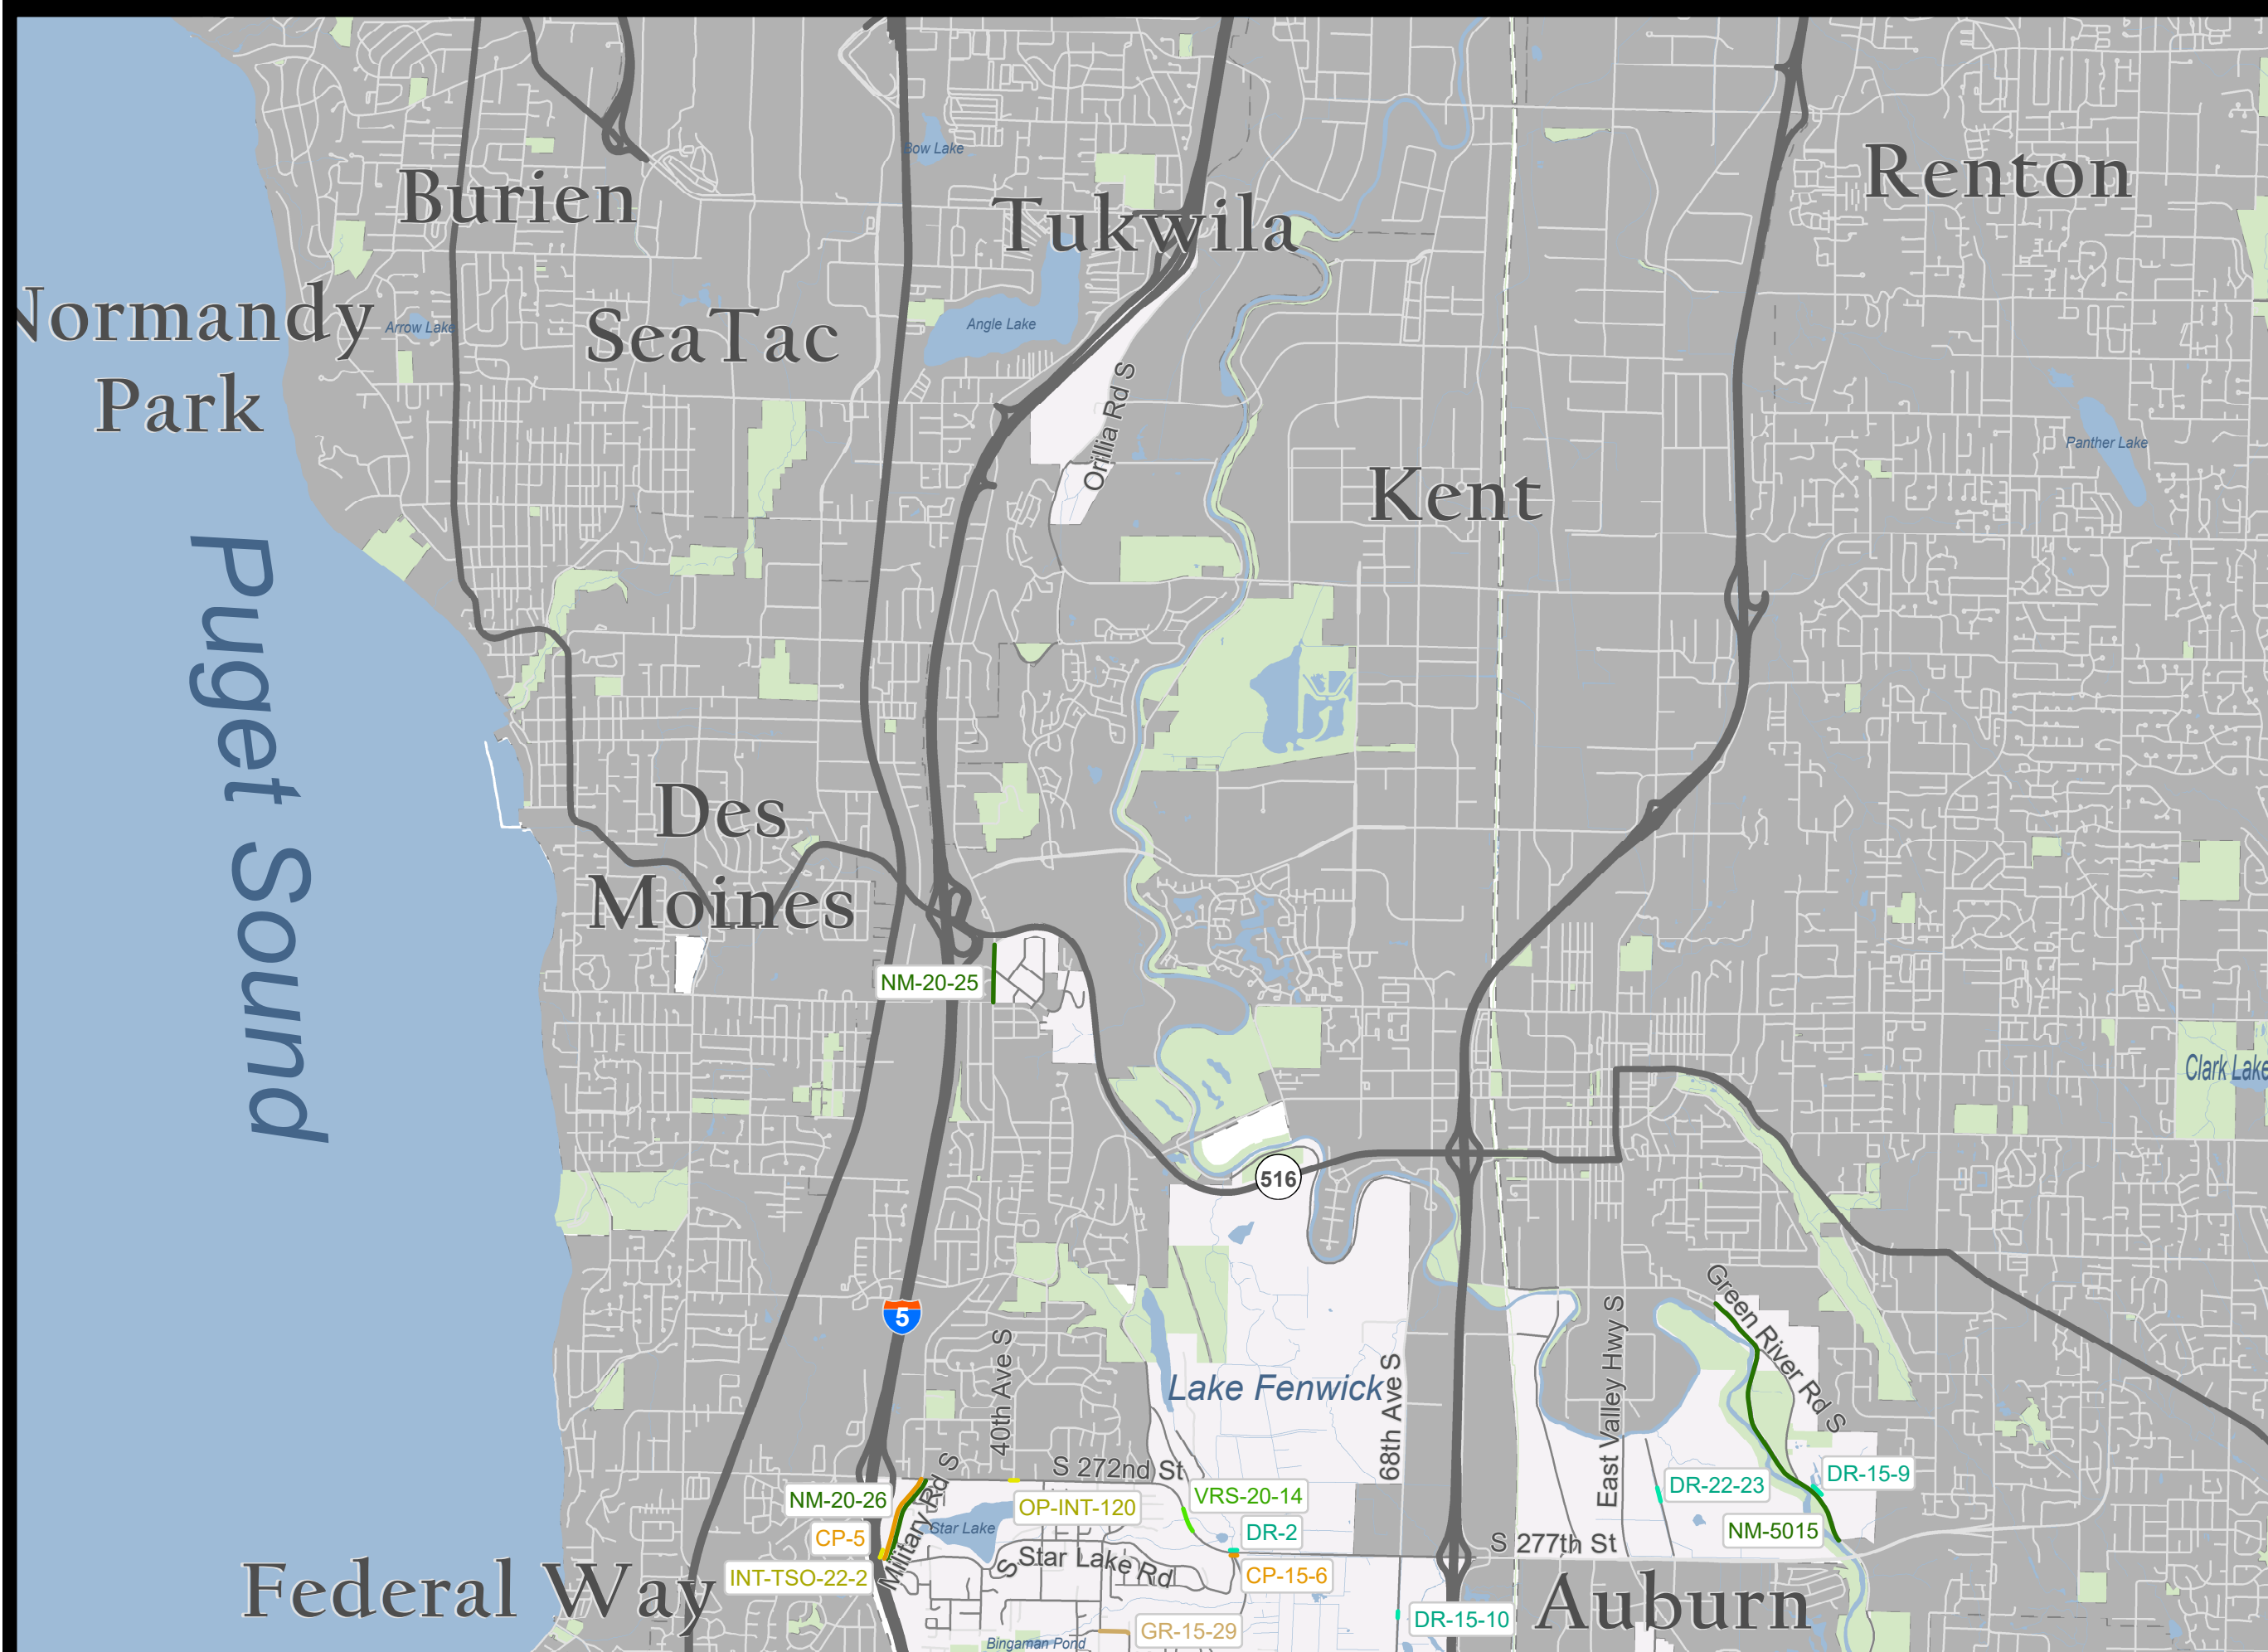 Bow Lake
Renton
Burien
Tukwila
Normandy
Park
Arrow Lake
SeaTac
Angle Lake
Orillia Rd S
Panther Lake
Kent
Puget Sound
Des
Moines
NM-20-25
Clark Lake
516
5
Green River Rd S
40th Ave S
Lake Fenwick
68th Ave S
East Valley Hwy S
S 272nd St
Military Rd S
NM-20-26
OP-INT-120
VRS-20-14
DR-22-23
DR-15-9
CP-5
Star Lake
DR-2
NM-5015
S 277th St
INT-TSO-22-2
S Star Lake Rd
CP-15-6
Federal Way
Auburn
DR-15-10
GR-15-29
Bingaman Pond